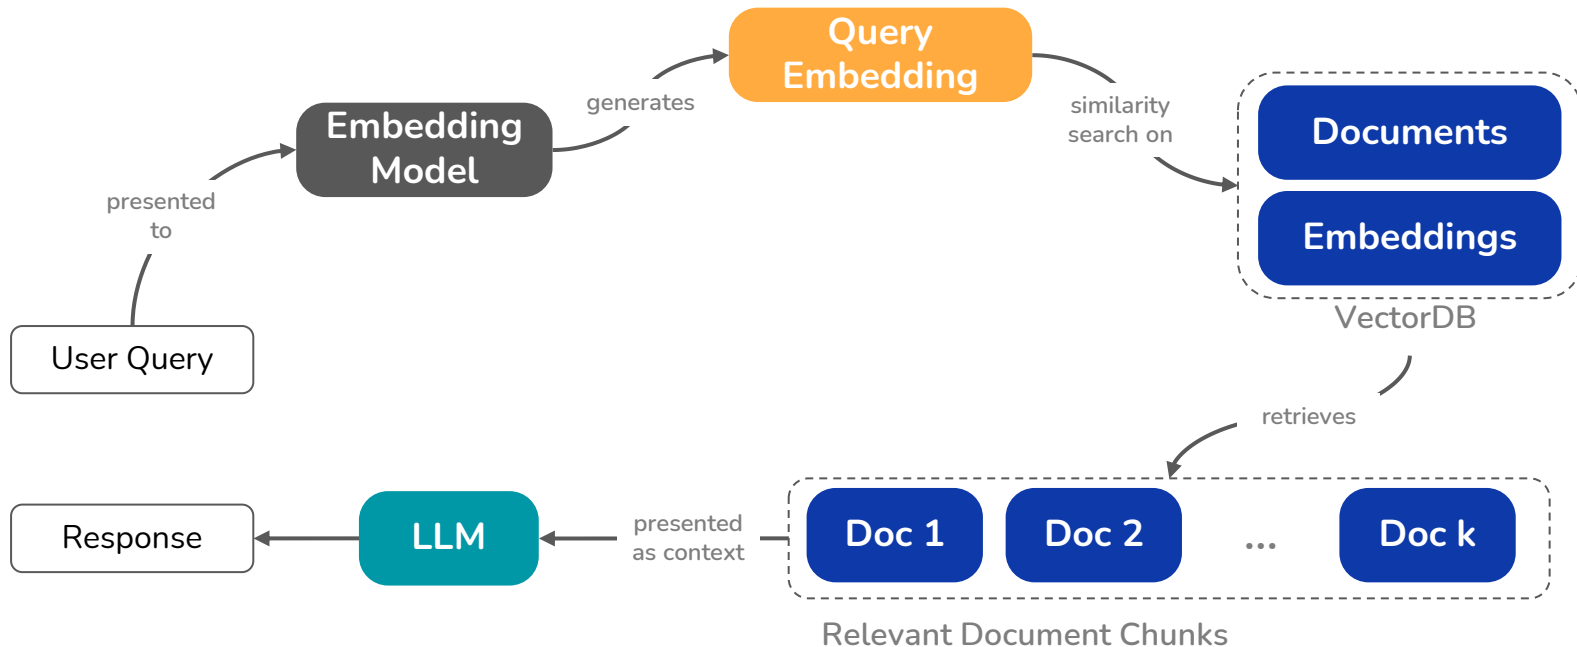 Query
Embedding
generates
similarity
search on
Embedding
Model
Documents
presented
to
Embeddings
VectorDB
User Query
retrieves
Response
LLM
presented
as context
Doc 1
Doc 2
...
Doc k
Relevant Document Chunks